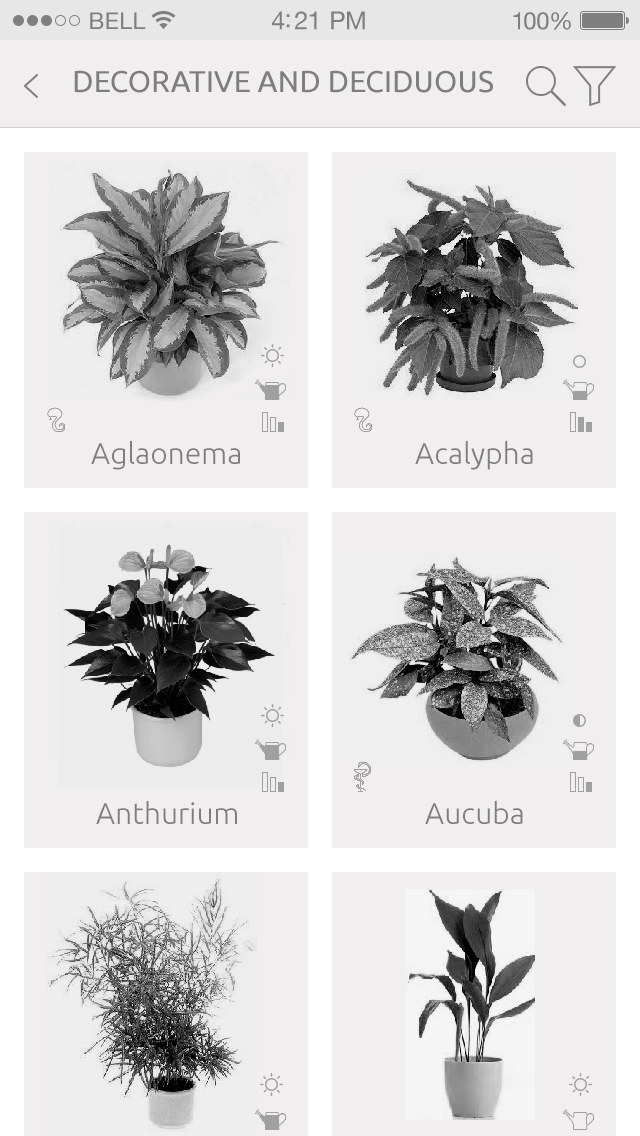 BELL 4:21 PM 100%
DECORATIVE AND DECIDUOUS
Aglaonema
Acalypha
Anthurium
Aucuba